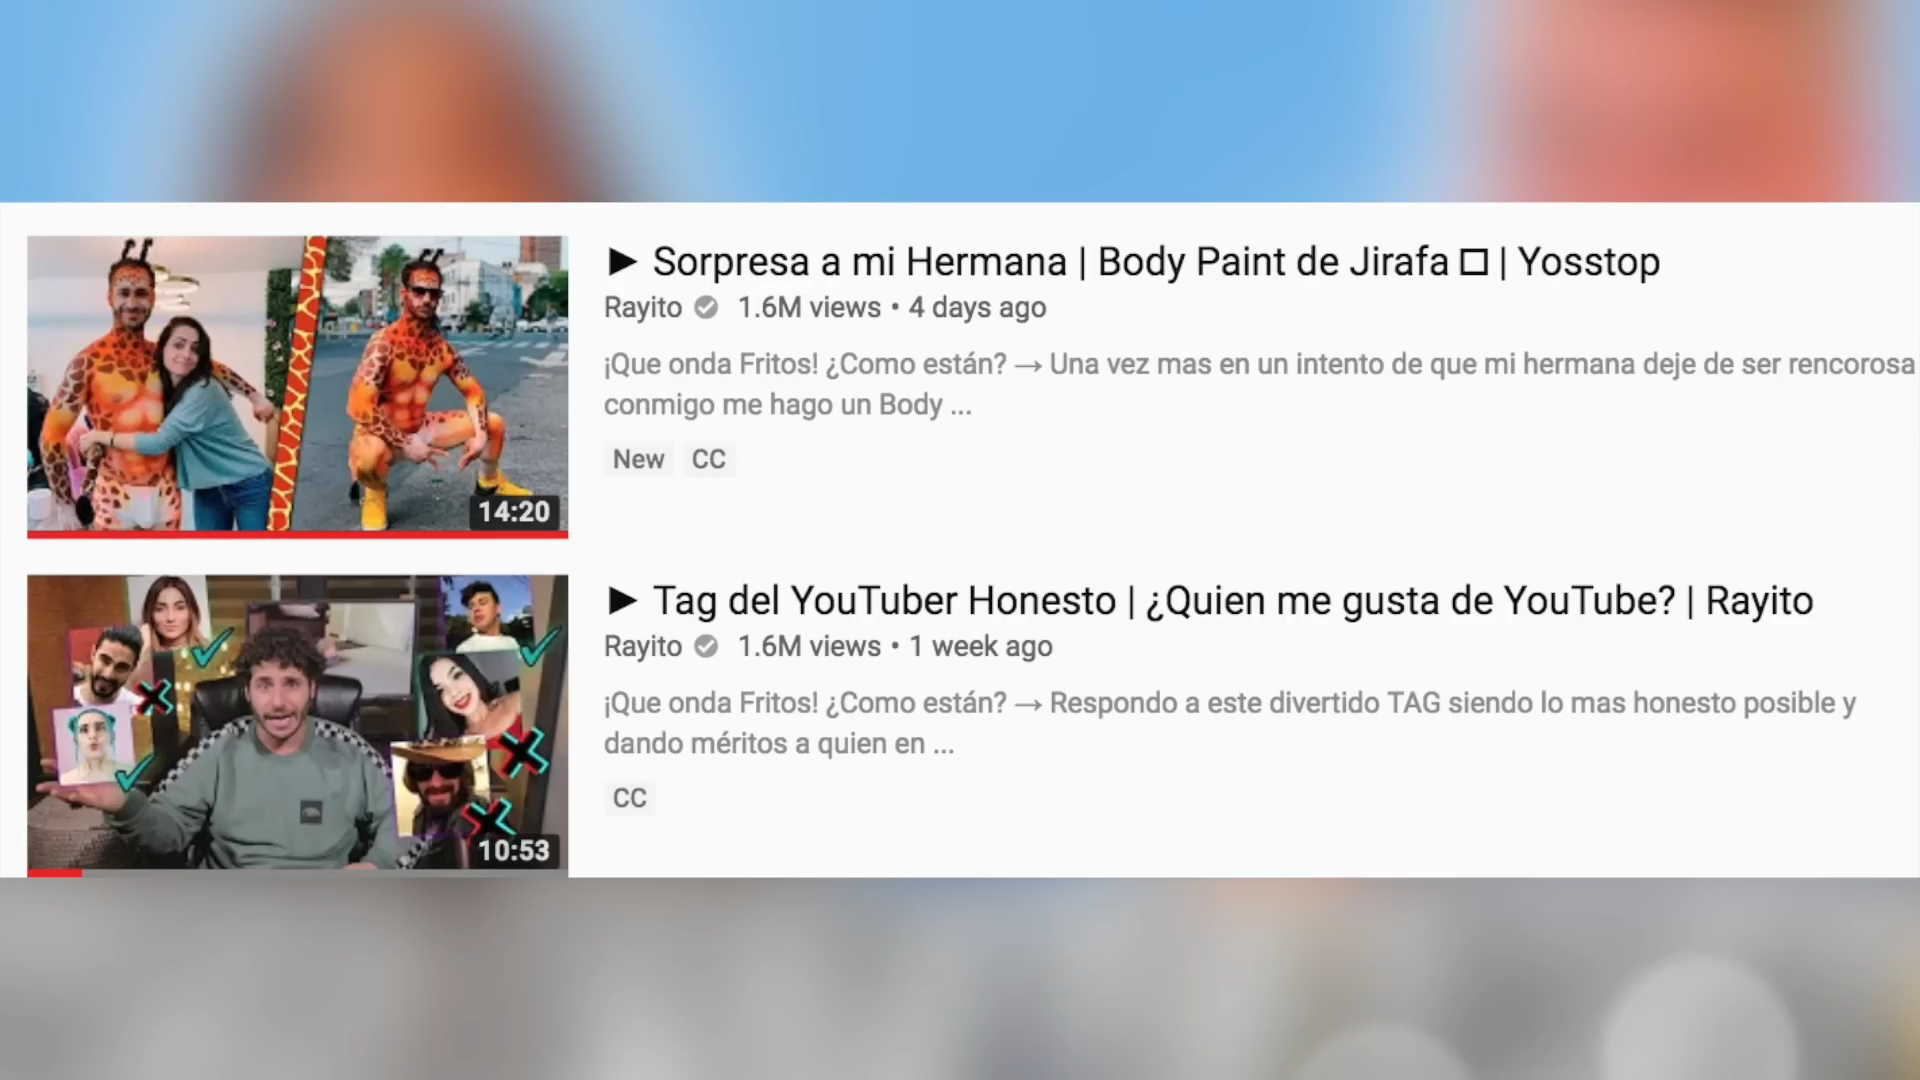 ▶ Sorpresa a mi Hermana | Body Paint de Jirafa □ | Yosstop
Rayito 1.6M views • 4 days ago
¡Que onda Fritos! ¿Como están? → Una vez mas en un intento de que mi hermana deje de ser rencorosa
conmigo me hago un Body ...
New CC
14:20
▶ Tag del YouTuber Honesto | ¿Quien me gusta de YouTube? | Rayito
Rayito 1.6M views • 1 week ago
¡Que onda Fritos! ¿Como están? → Respondo a este divertido TAG siendo lo mas honesto posible y
dando méritos a quien en ...
CC
10:53